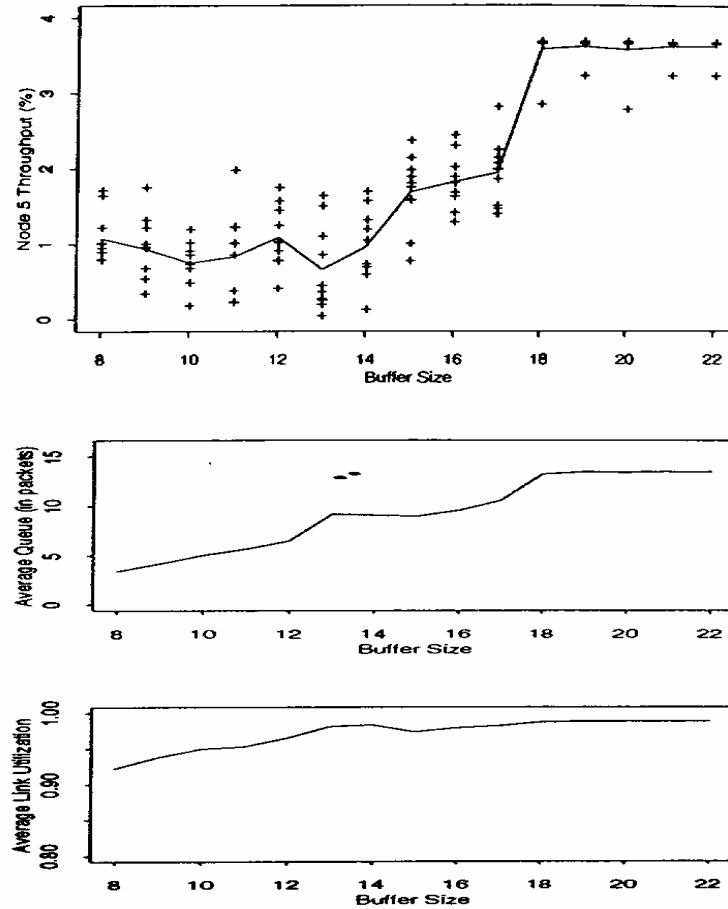 Node 5 Throughput (%)
4
3
2
1
0
8 10 12 14 16 18 20 22
Buffer Size
Average Queue (in packets)
15
10
5
0
8 10 12 14 16 18 20 22
Buffer Size
Average Link Utilization
1.00
0.90
0.80
8 10 12 14 16 18 20 22
Buffer Size